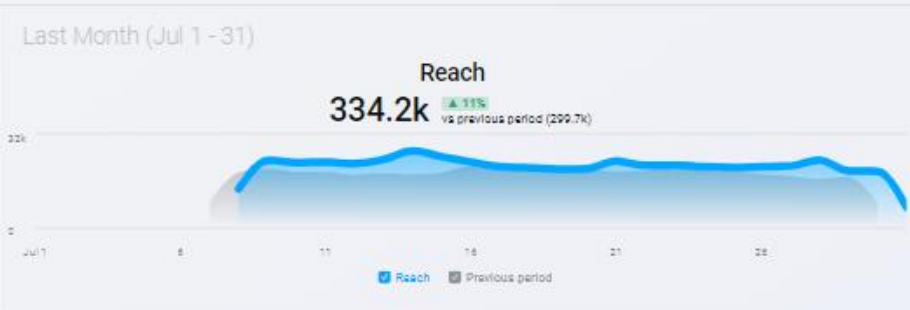 Last Month (Jul 1 - 31)
Reach
334.2k ▲ 11%
vs previous period (299.7k)
0
Jul 1 6 11 16 21 26
Reach Previous period